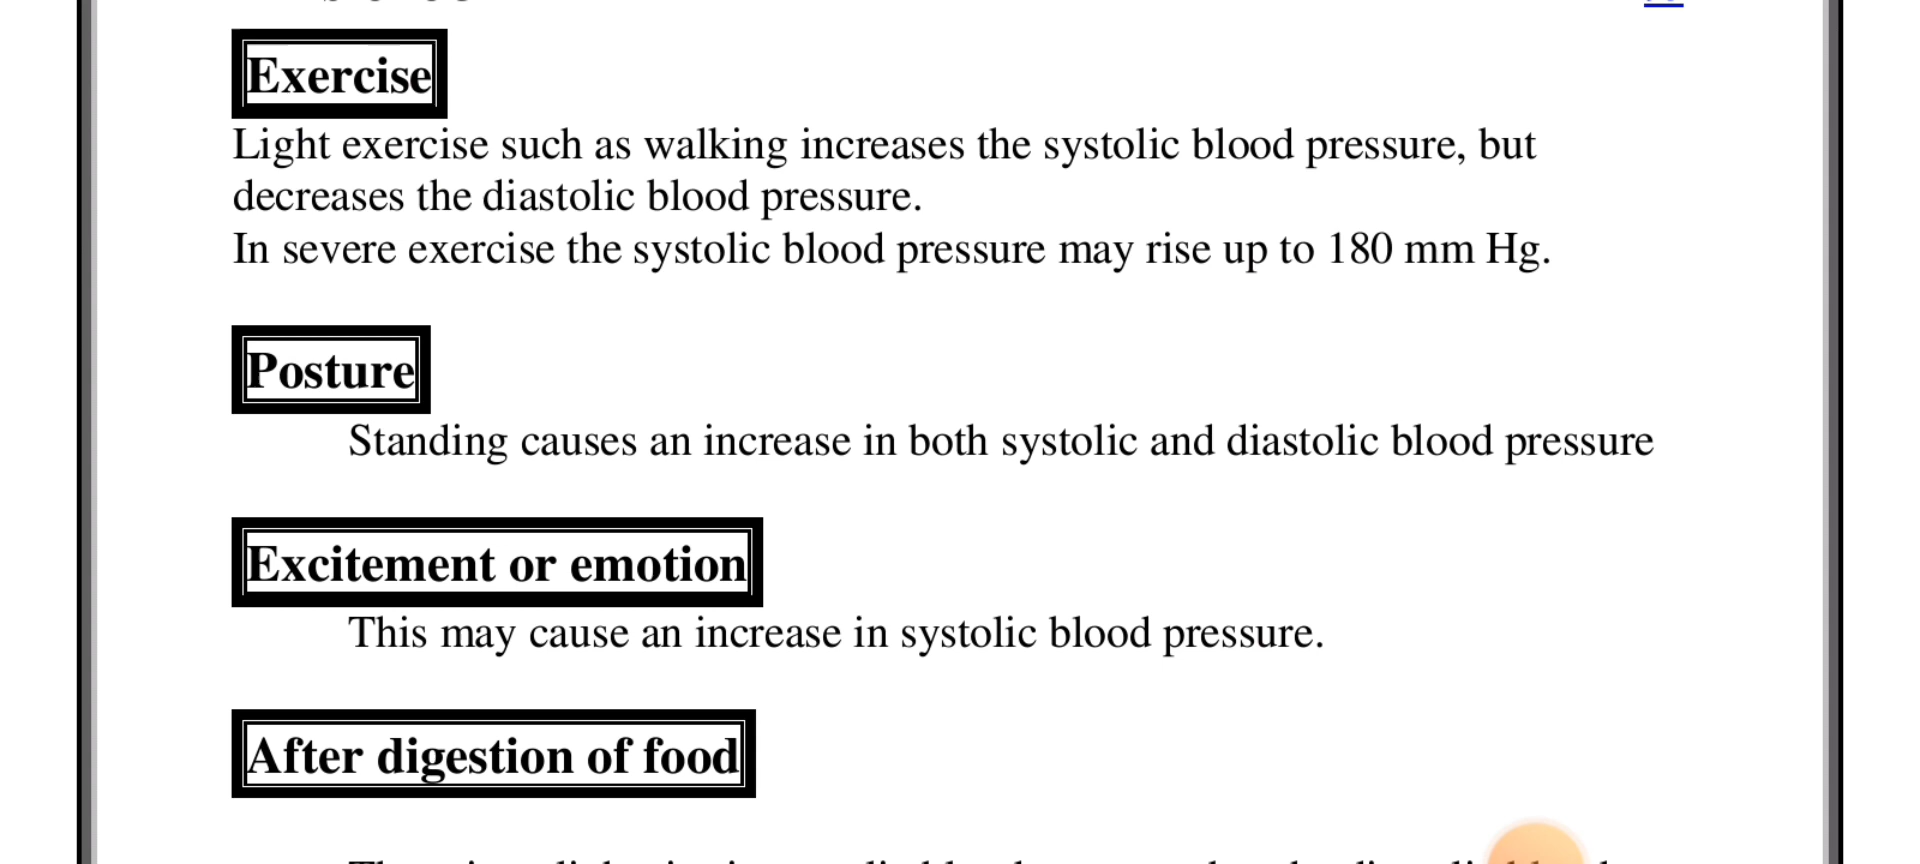 Exercise
Light exercise such as walking increases the systolic blood pressure, but
decreases the diastolic blood pressure.
In severe exercise the systolic blood pressure may rise up to 180 mm Hg.
Posture
Standing causes an increase in both systolic and diastolic blood pressure
Excitement or emotion
This may cause an increase in systolic blood pressure.
After digestion of food